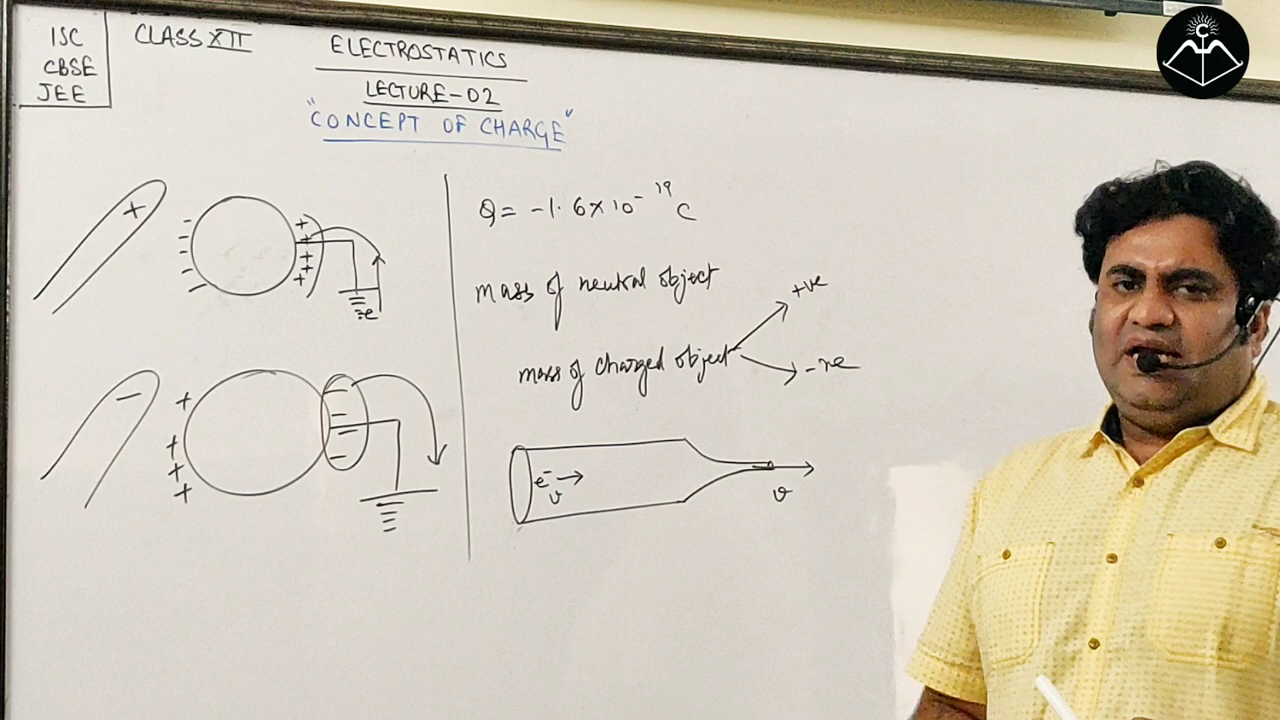 ISC
CBSE
JEE
CLASS XII
ELECTROSTATICS
LECTURE-02
"CONCEPT OF CHARGE"
+
- - - - -
+ + + + +
-ve
-
+ + + +
- - - -
Q = -1.6×10⁻¹⁹ C
mass of neutral object
mass of charged object
+ve
-ve
e⁻
v
v
C